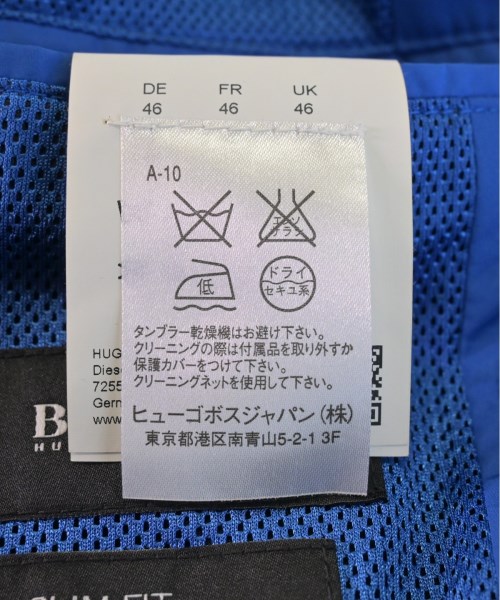 DE FR UK
46 46 46
A-10
エンソ
サラシ
低
ドライ
セキユ系
タンブラー乾燥機はお避け下さい。
クリーニングの際は付属品を取り外すか
保護カバーをつけて下さい。
クリーニングネットを使用して下さい。
HUG
Diese
7255
Germ
www
B
HU
ヒューゴボスジャパン(株)
東京都港区南青山5-2-1 3F
SLIM FIT